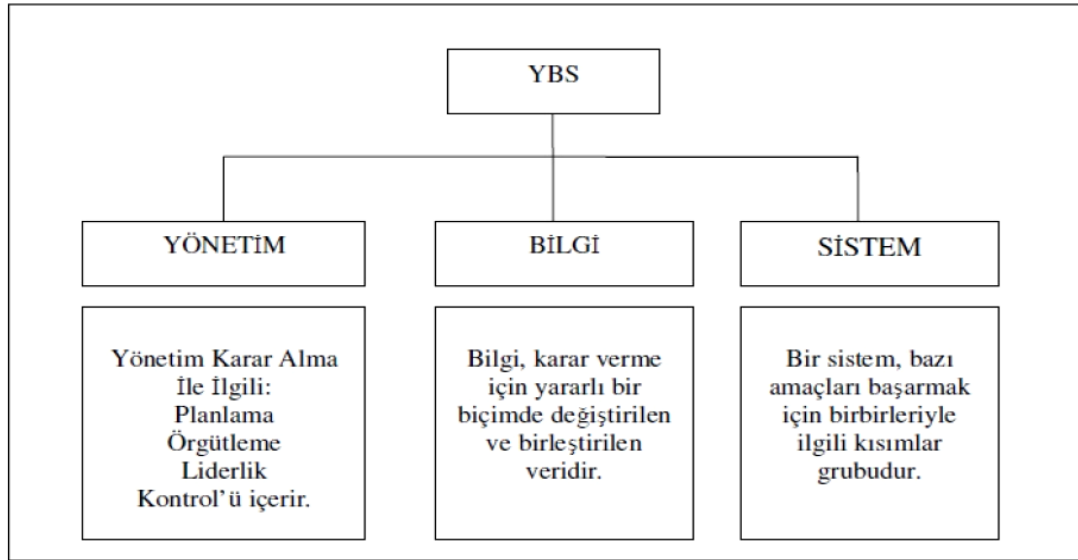 YBS
YÖNETİM
BİLGİ
SİSTEM
Yönetim Karar Alma
İle İlgili:
Planlama
Örgütleme
Liderlik
Kontrol'ü içerir.
Bilgi, karar verme
için yararlı bir
biçimde değiştirilen
ve birleştirilen
veridir.
Bir sistem, bazı
amaçları başarmak
için birbirleriyle
ilgili kısımlar
grubudur.